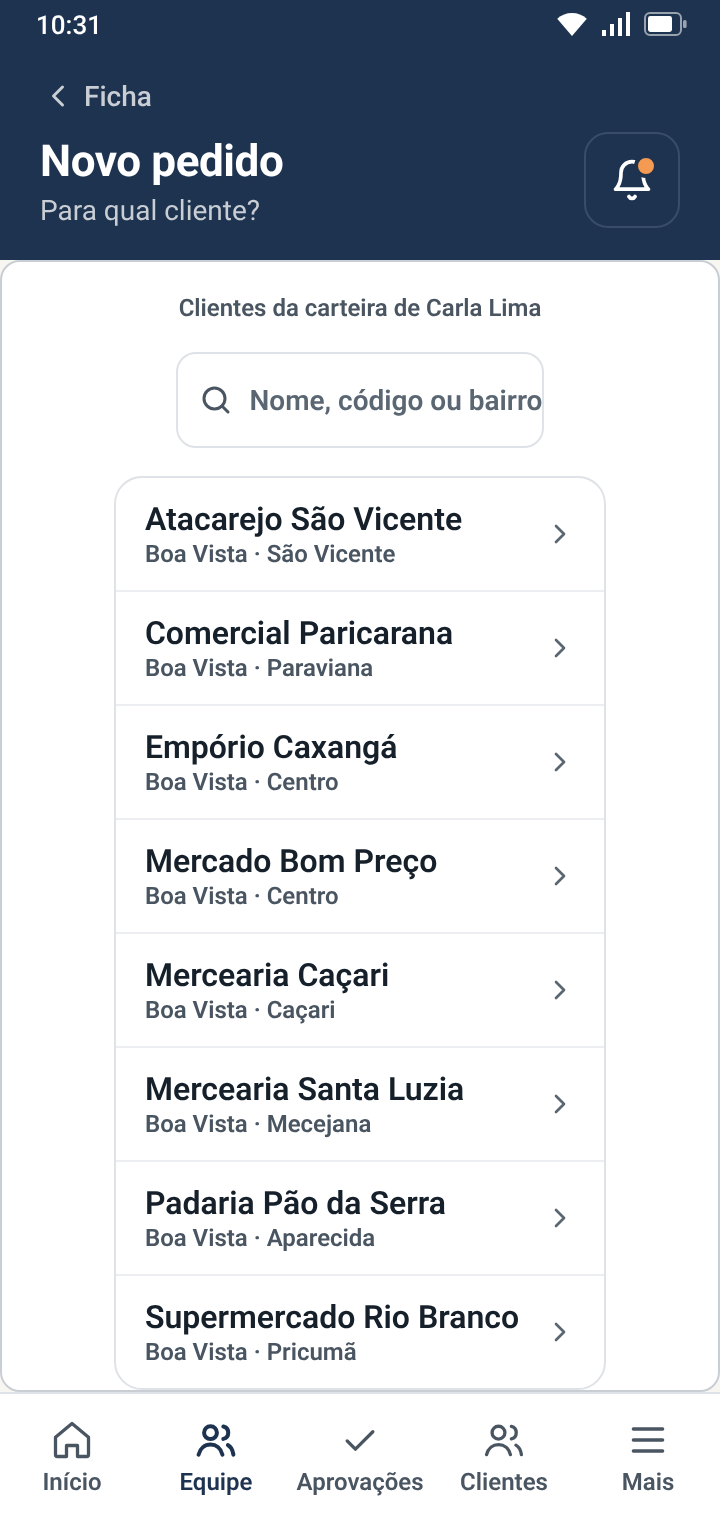 10:31
Ficha
Novo pedido
Para qual cliente?
Clientes da carteira de Carla Lima
Nome, código ou bairro
Atacarejo São Vicente
Boa Vista · São Vicente
Comercial Paricarana
Boa Vista · Paraviana
Empório Caxangá
Boa Vista · Centro
Mercado Bom Preço
Boa Vista · Centro
Mercearia Caçari
Boa Vista · Caçari
Mercearia Santa Luzia
Boa Vista · Mecejana
Padaria Pão da Serra
Boa Vista · Aparecida
Supermercado Rio Branco
Boa Vista · Pricumã
Início
Equipe
Aprovações
Clientes
Mais